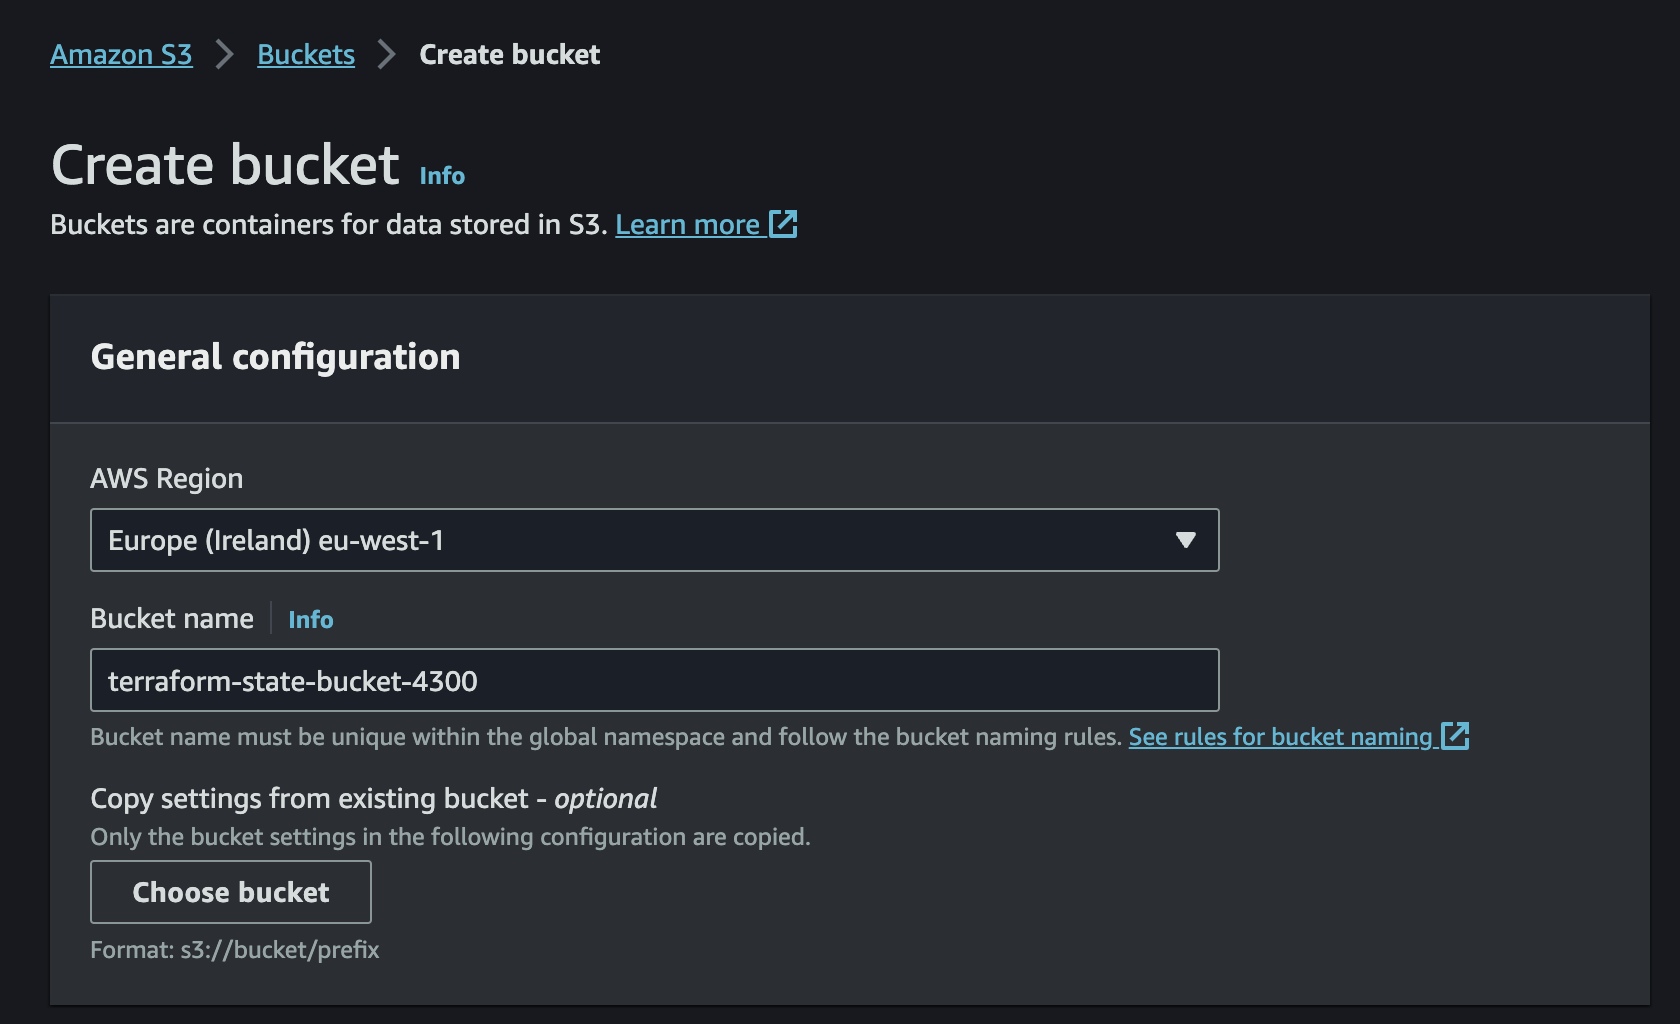 Amazon S3 > Buckets > Create bucket
Create bucket Info
Buckets are containers for data stored in S3. Learn more
General configuration
AWS Region
Europe (Ireland) eu-west-1
Bucket name Info
terraform-state-bucket-4300
Bucket name must be unique within the global namespace and follow the bucket naming rules. See rules for bucket naming
Copy settings from existing bucket - optional
Only the bucket settings in the following configuration are copied.
Choose bucket
Format: s3://bucket/prefix